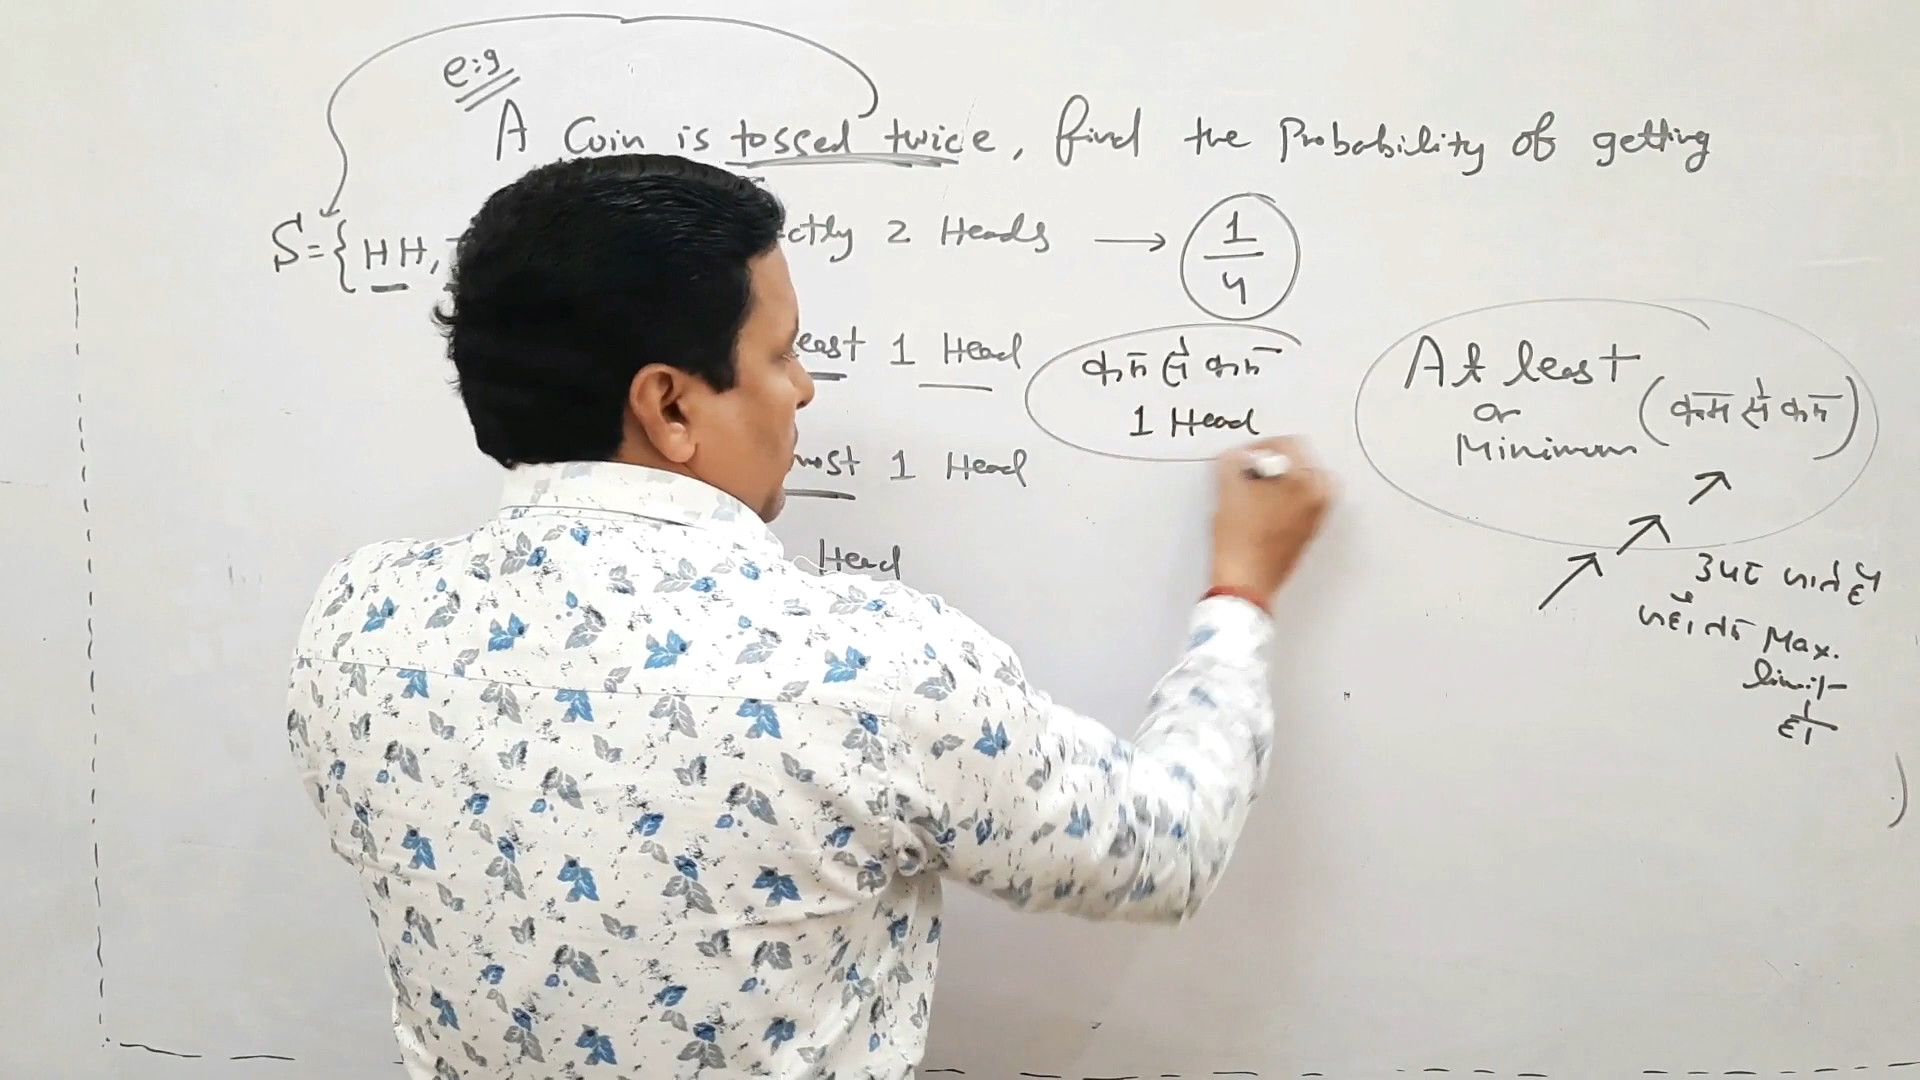 e:g
A Coin is tossed twice, find the Probability of getting
S={HH,
ctly 2 Heads → 1/4
east 1 Head
कम से कम
1 Head
most 1 Head
Head
At least
or
Minimum (कम से कम)
उपर जाते है
Max.
limit